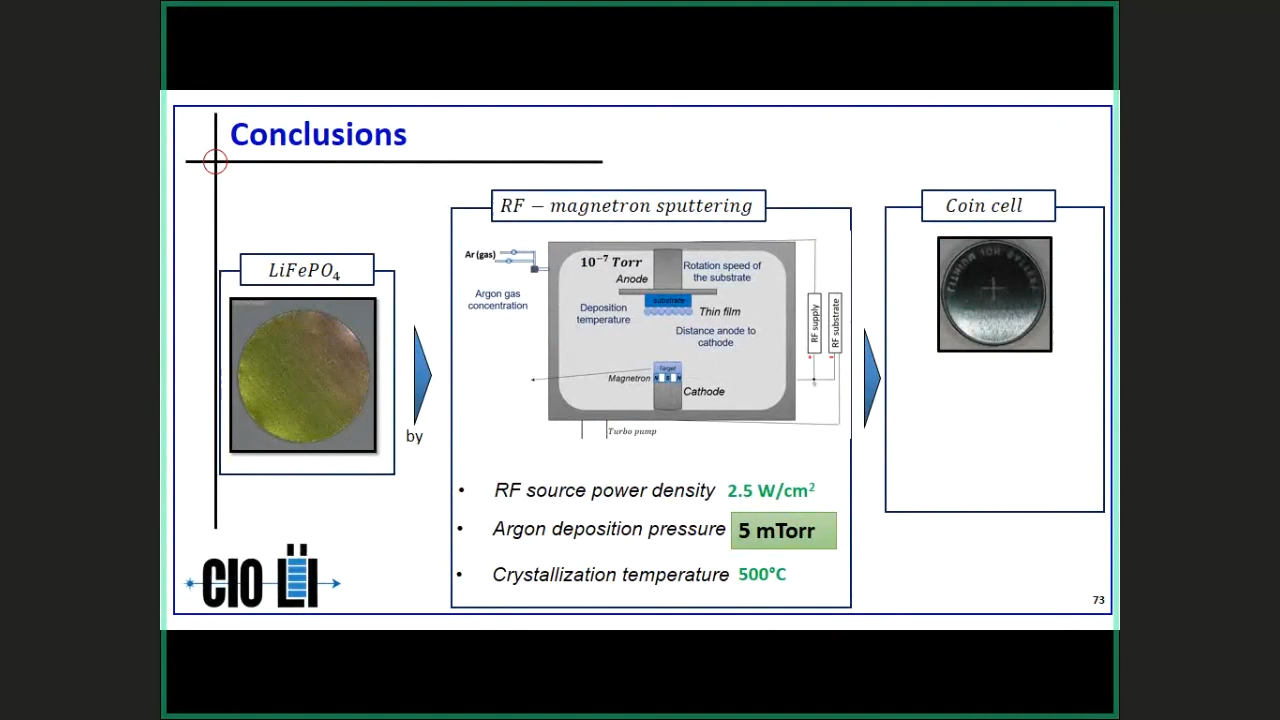 Conclusions
LiFePO4
by
RF − magnetron sputtering
Ar (gas)
Argon gas
concentration
10−7 Torr
Anode
Rotation speed of
the substrate
substrate
Deposition
temperature
Thin film
Distance anode to
cathode
Target
Magnetron
Cathode
RF supply
RF substrate
Turbo pump
• RF source power density 2.5 W/cm2
• Argon deposition pressure 5 mTorr
• Crystallization temperature 500°C
Coin cell
CIO LI
73